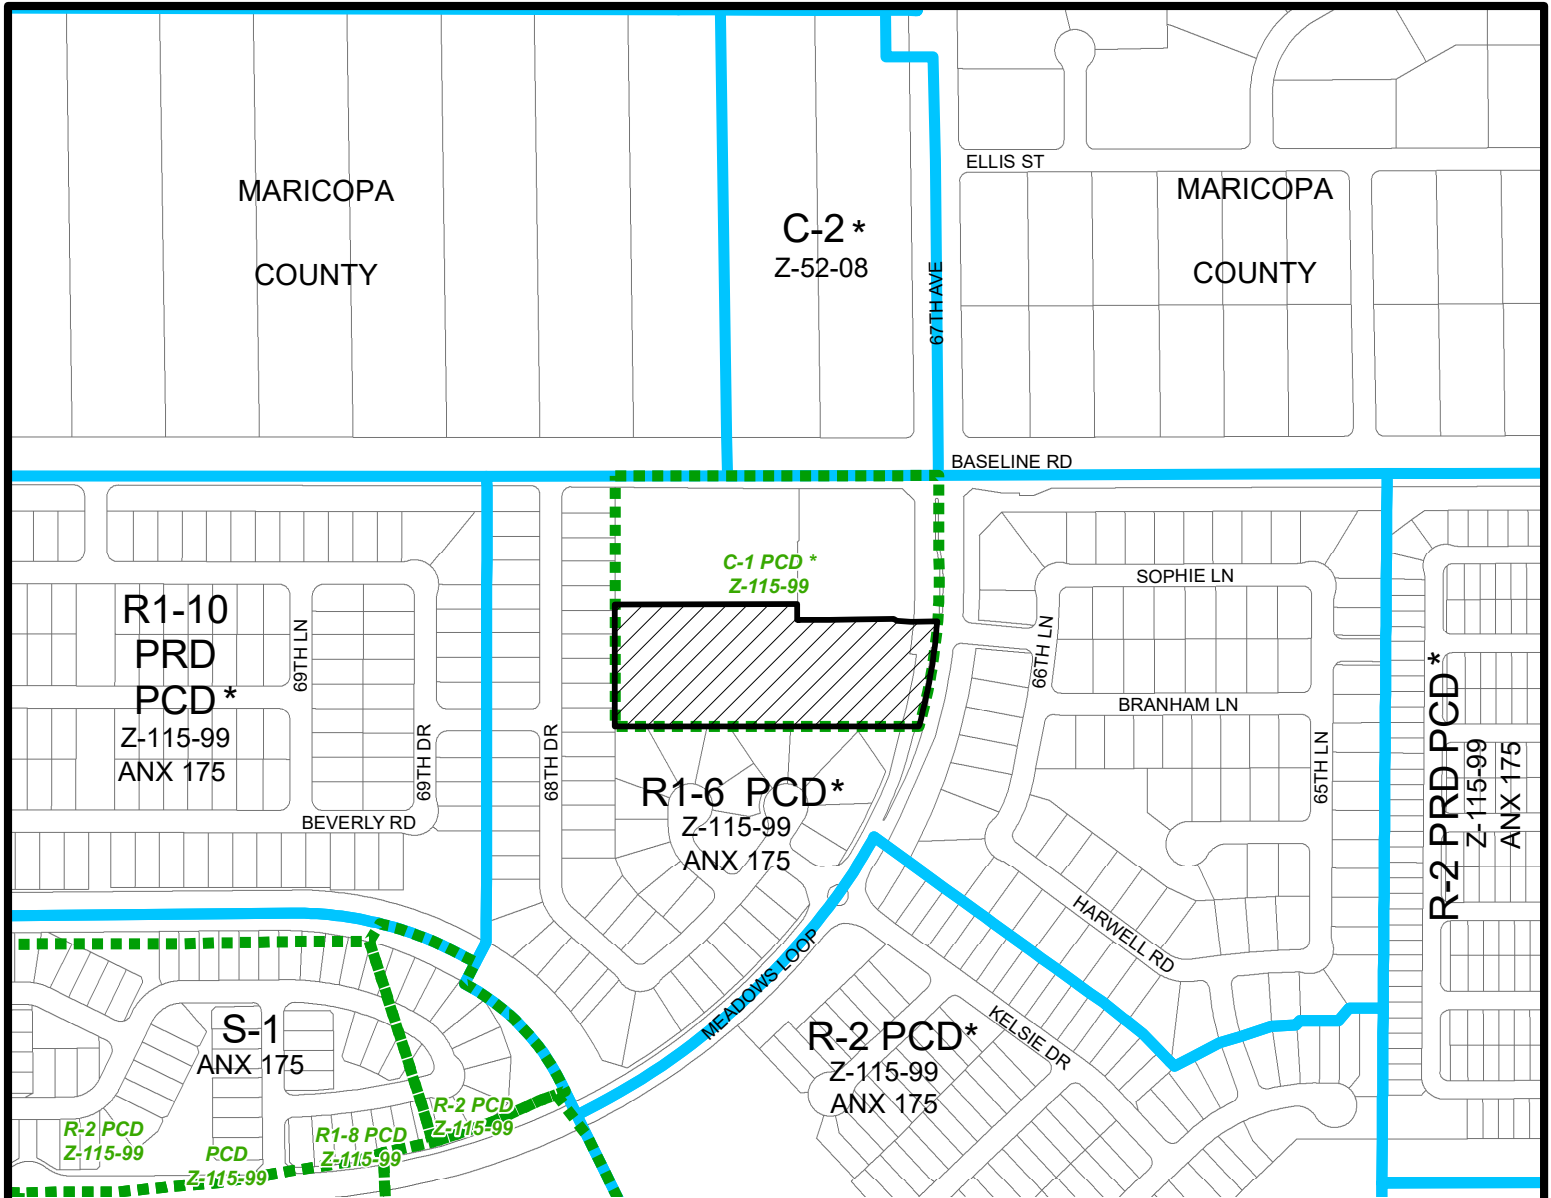 ELLIS ST
MARICOPA
COUNTY
C-2 *
Z-52-08
MARICOPA
COUNTY
67TH AVE
BASELINE RD
C-1 PCD *
Z-115-99
SOPHIE LN
R1-10
PRD
PCD *
Z-115-99
ANX 175
69TH LN
66TH LN
BRANHAM LN
R-2 PRD PCD *
Z-115-99
ANX 175
69TH DR
68TH DR
65TH LN
R1-6 PCD *
Z-115-99
ANX 175
BEVERLY RD
HARWELL RD
MEADOWS LOOP
KELSIE DR
S-1
ANX 175
R-2 PCD*
Z-115-99
ANX 175
R-2 PCD
Z-115-99
PCD
Z-115-99
R1-8 PCD
Z-115-99
R-2 PCD
Z-115-99